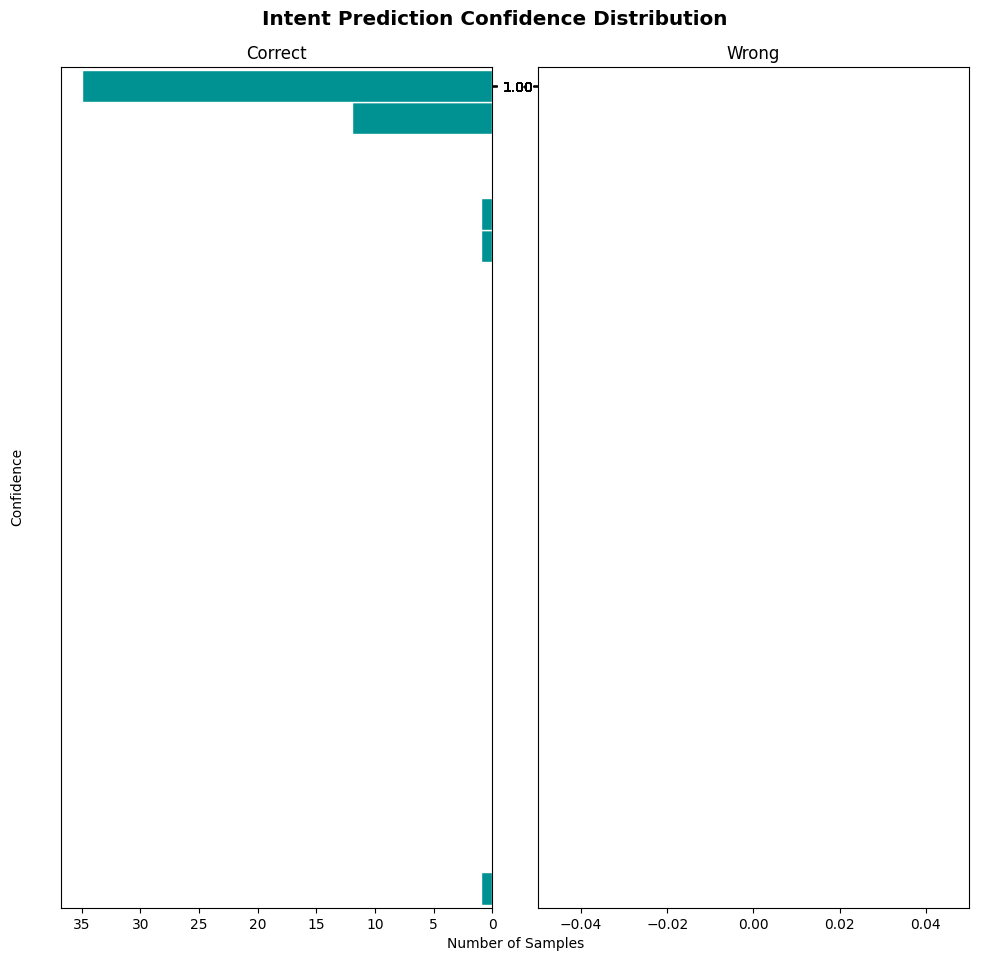 Intent Prediction Confidence Distribution
Correct
Wrong
1.00
Confidence
35 30 25 20 15 10 5 0
−0.04 −0.02 0.00 0.02 0.04
Number of Samples